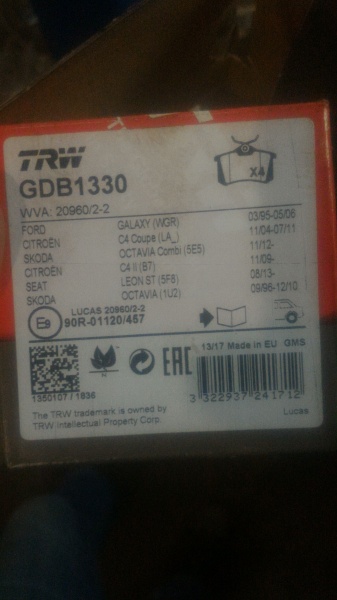 TRW
GDB1330
X4
WVA: 20960/2-2
FORD GALAXY (WGR) 03/95-05/06
CITROËN C4 Coupe (LA_) 11/04-07/11
SKODA OCTAVIA Combi (5E5) 11/12-
CITROËN C4 II (B7) 11/09-
SEAT LEON ST (5F8) 08/13-
SKODA OCTAVIA (1U2) 09/96-12/10
LUCAS 20960/2-2
E9 90R-01120/457
13/17 Made in EU GMS
EAC
1350107 / 1836
3 322937 241712
The TRW trademark is owned by
TRW Intellectual Property Corp.
Lucas